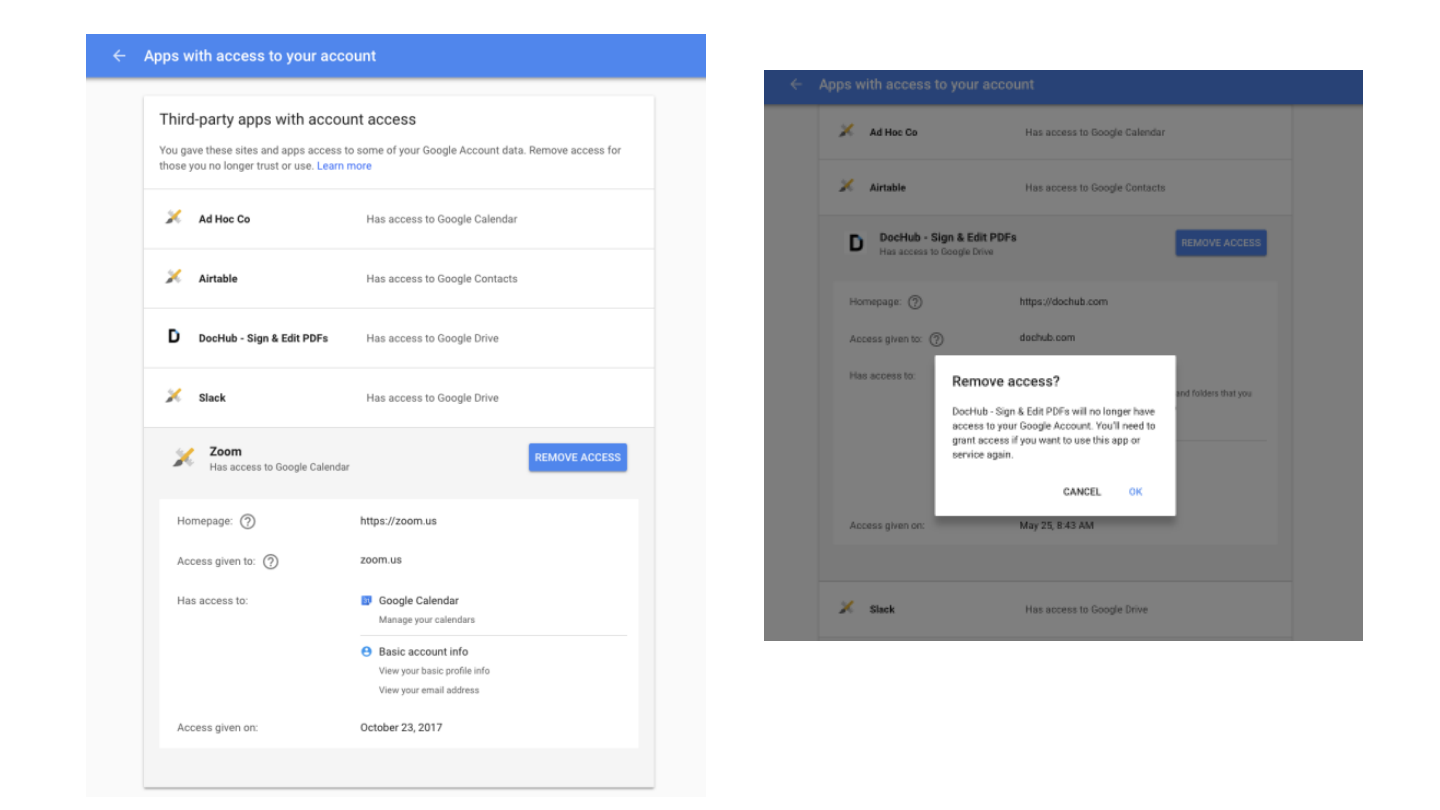 Apps with access to your account
Third-party apps with account access
You gave these sites and apps access to some of your Google Account data. Remove access for
those you no longer trust or use. Learn more
Ad Hoc Co Has access to Google Calendar
Airtable Has access to Google Contacts
DocHub - Sign & Edit PDFs Has access to Google Drive
Slack Has access to Google Drive
Zoom
Has access to Google Calendar
REMOVE ACCESS
Homepage: https://zoom.us
Access given to: zoom.us
Has access to: Google Calendar
Manage your calendars
Basic account info
View your basic profile info
View your email address
Access given on: October 23, 2017
Apps with access to your account
Ad Hoc Co Has access to Google Calendar
Airtable Has access to Google Contacts
DocHub - Sign & Edit PDFs
Has access to Google Drive
REMOVE ACCESS
Homepage: https://dochub.com
Access given to: dochub.com
Has access to:
and folders that you
Remove access?
DocHub - Sign & Edit PDFs will no longer have
access to your Google Account. You'll need to
grant access if you want to use this app or
service again.
CANCEL OK
Access given on: May 25, 8:43 AM
Slack Has access to Google Drive